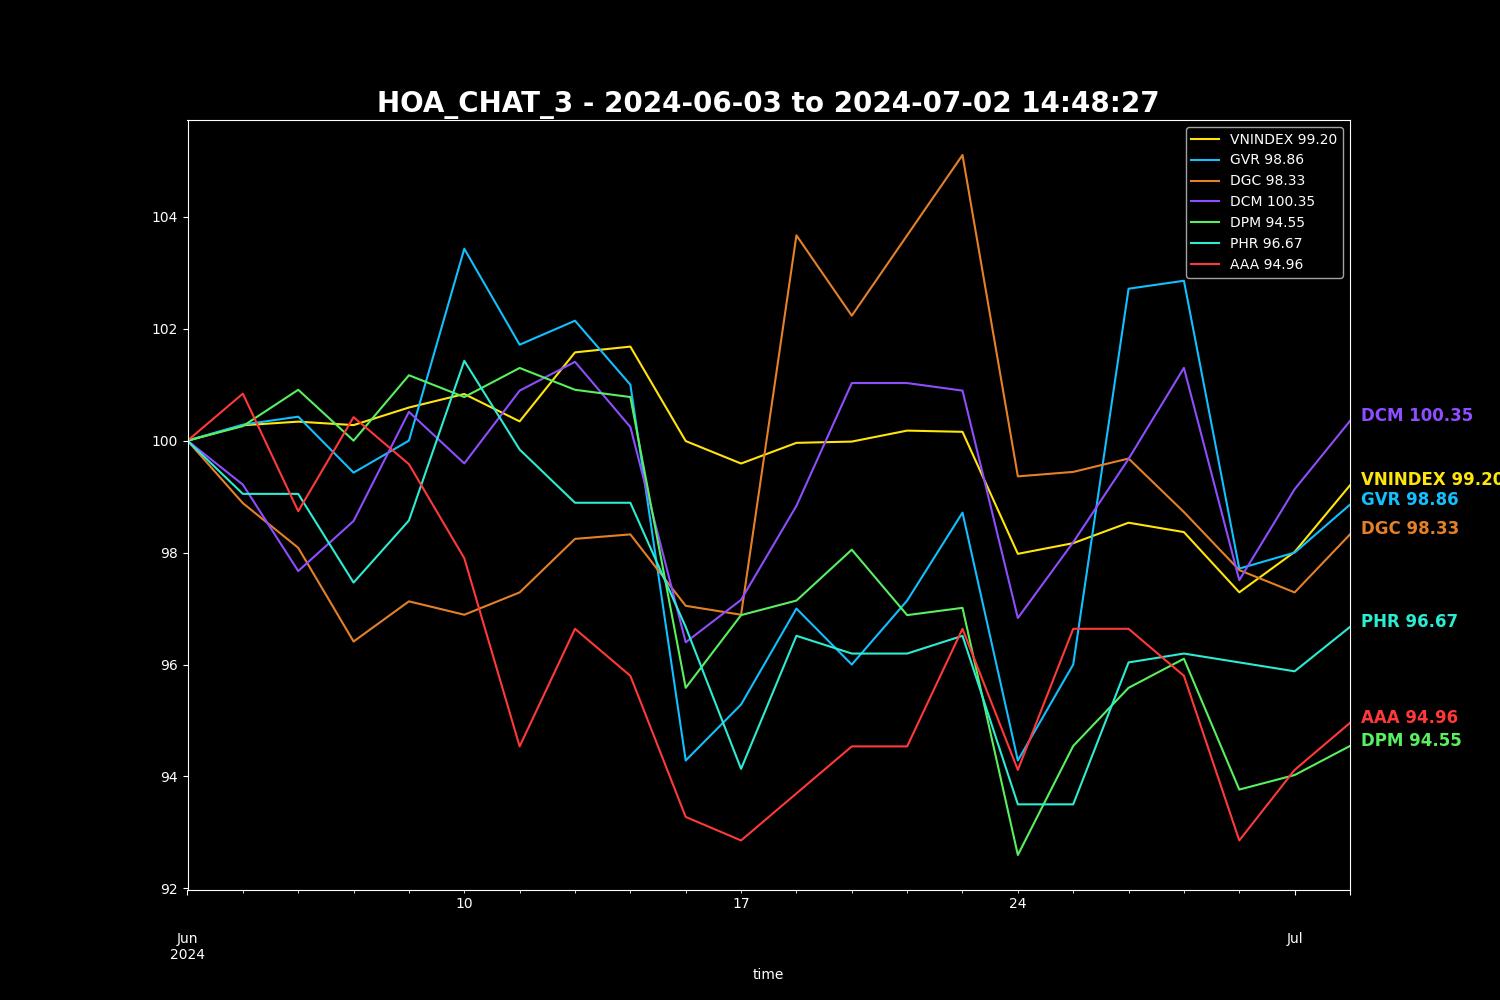 HOA_CHAT_3 - 2024-06-03 to 2024-07-02 14:48:27
VNINDEX 99.20
GVR 98.86
DGC 98.33
DCM 100.35
DPM 94.55
PHR 96.67
AAA 94.96
104
102
100
98
96
94
92
DCM 100.35
VNINDEX 99.20
GVR 98.86
DGC 98.33
PHR 96.67
AAA 94.96
DPM 94.55
10 17 24
Jun Jul
2024
time